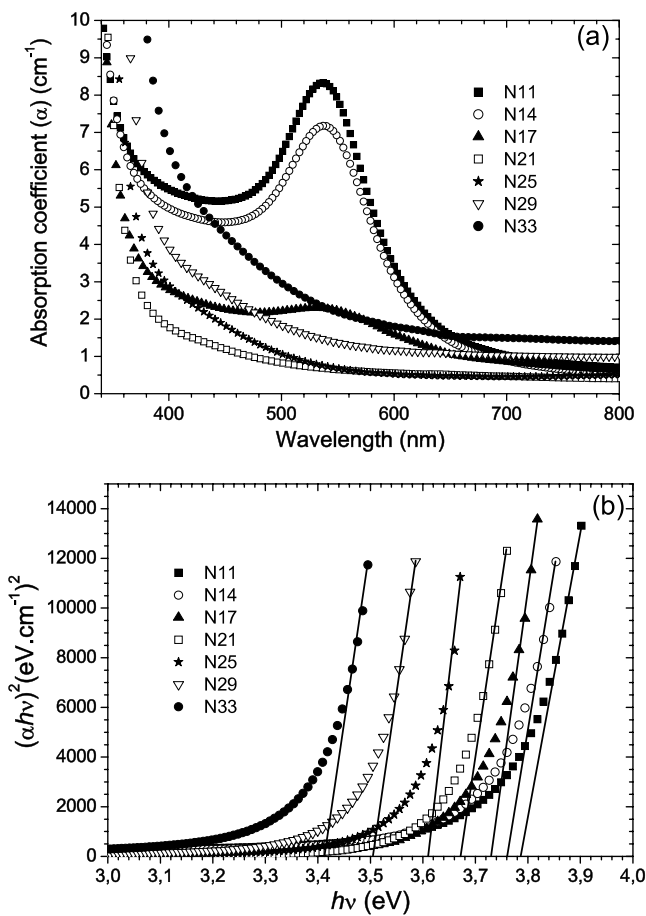 (a)
Absorption coefficient (α) (cm⁻¹)
10
9
8
7
6
5
4
3
2
1
0
N11
N14
N17
N21
N25
N29
N33
400
500
600
700
800
Wavelength (nm)
(b)
(αhν)²(eV.cm⁻¹)²
14000
12000
10000
8000
6000
4000
2000
0
N11
N14
N17
N21
N25
N29
N33
3,0
3,1
3,2
3,3
3,4
3,5
3,6
3,7
3,8
3,9
4,0
hν (eV)